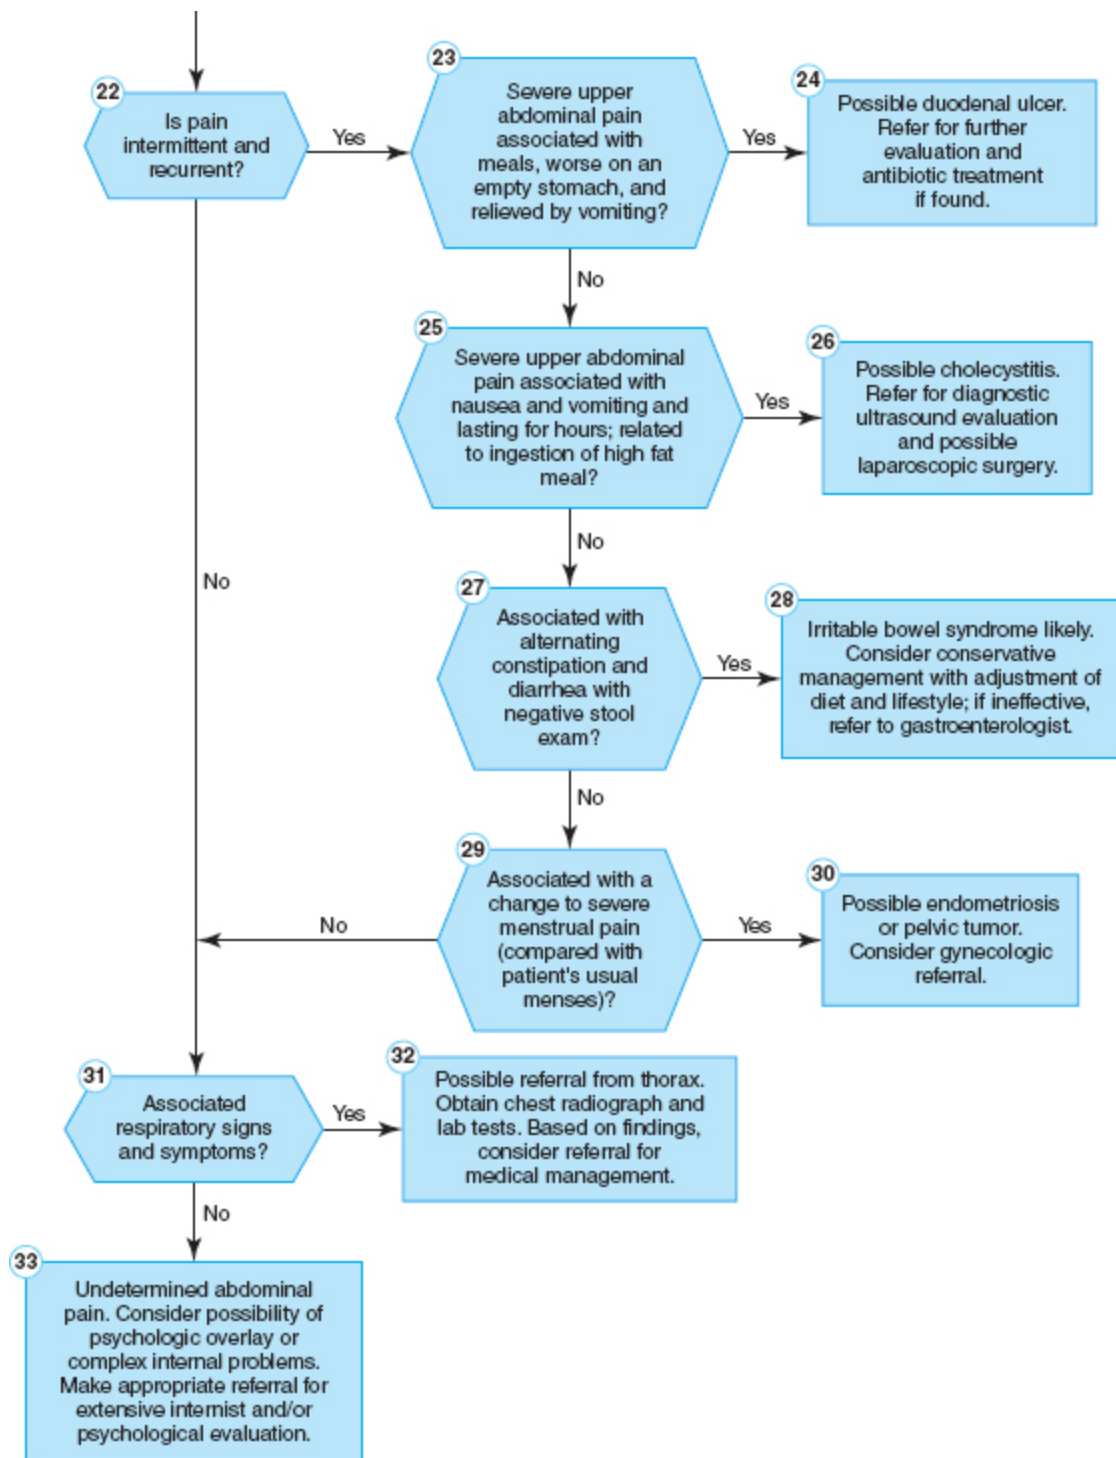 22
Is pain
intermittent and
recurrent?
Yes
23
Severe upper
abdominal pain
associated with
meals, worse on an
empty stomach, and
relieved by vomiting?
Yes
24
Possible duodenal ulcer.
Refer for further
evaluation and
antibiotic treatment
if found.
No
25
Severe upper abdominal
pain associated with
nausea and vomiting and
lasting for hours; related
to ingestion of high fat
meal?
Yes
26
Possible cholecystitis.
Refer for diagnostic
ultrasound evaluation
and possible
laparoscopic surgery.
No
No
27
Associated with
alternating
constipation and
diarrhea with
negative stool
exam?
Yes
28
Irritable bowel syndrome likely.
Consider conservative
management with adjustment of
diet and lifestyle; if ineffective,
refer to gastroenterologist.
No
29
Associated with a
change to severe
menstrual pain
(compared with
patient's usual
menses)?
No
Yes
30
Possible endometriosis
or pelvic tumor.
Consider gynecologic
referral.
31
Associated
respiratory signs
and symptoms?
Yes
32
Possible referral from thorax.
Obtain chest radiograph and
lab tests. Based on findings,
consider referral for
medical management.
No
33
Undetermined abdominal
pain. Consider possibility of
psychologic overlay or
complex internal problems.
Make appropriate referral for
extensive internist and/or
psychological evaluation.